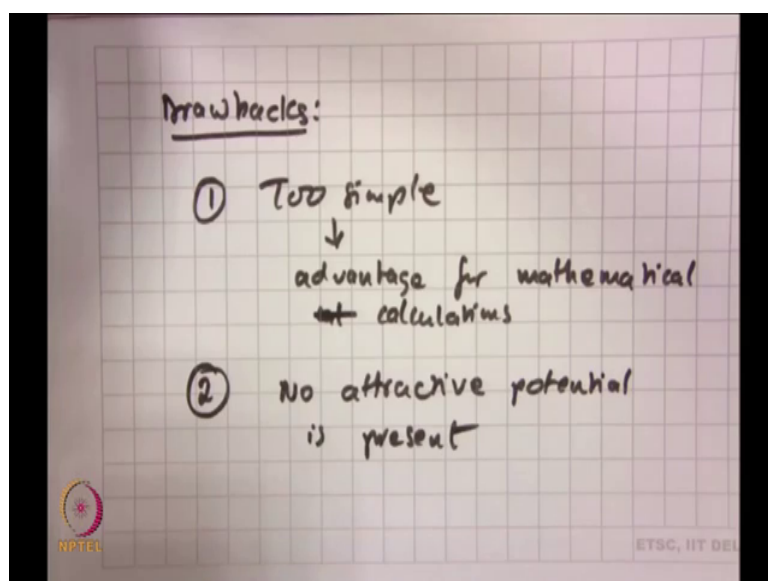 Drawbacks:
① Too simple
↓
advantage for mathematical
calculations
② No attractive potential
is present
NPTEL
ETSC, IIT DEL